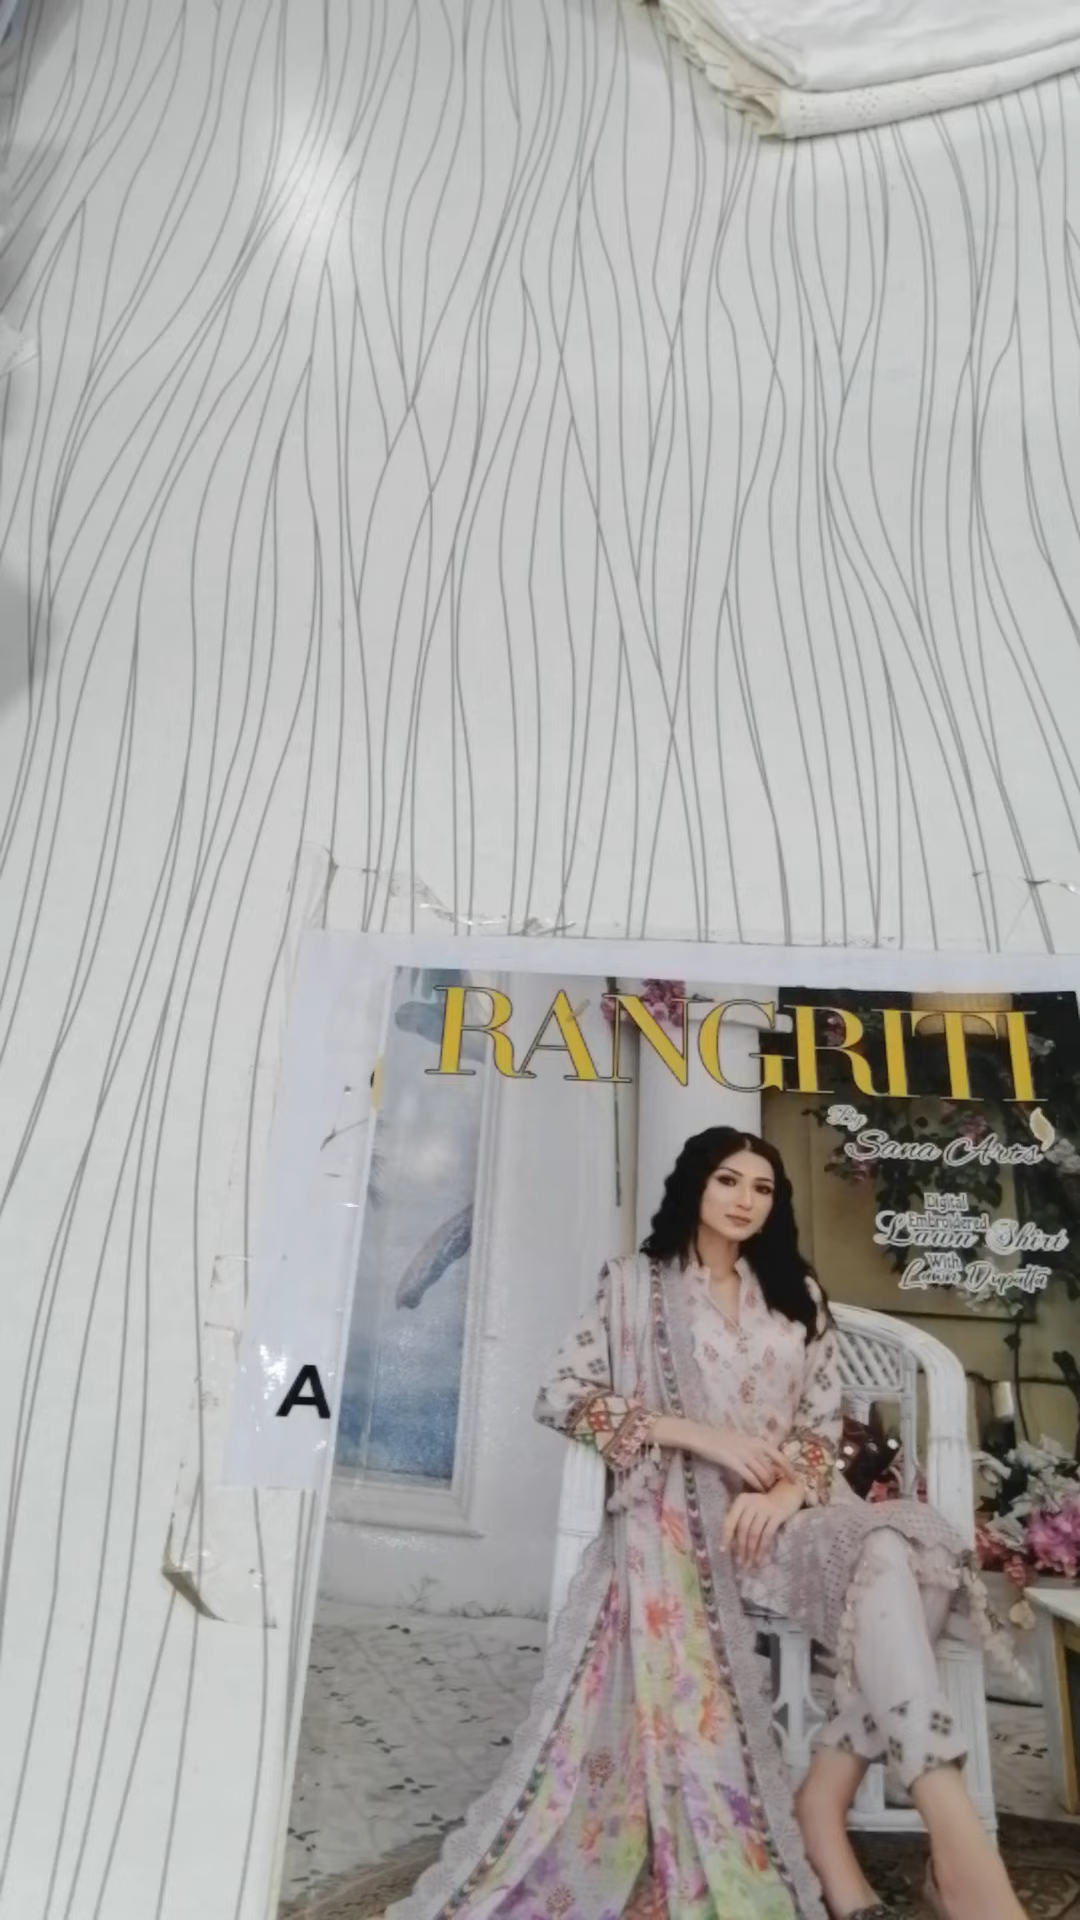 RANGRITI
By
Sana Arts
Digital
Embroidered
Lawn Shirt
With
Lawn Dupatta
A